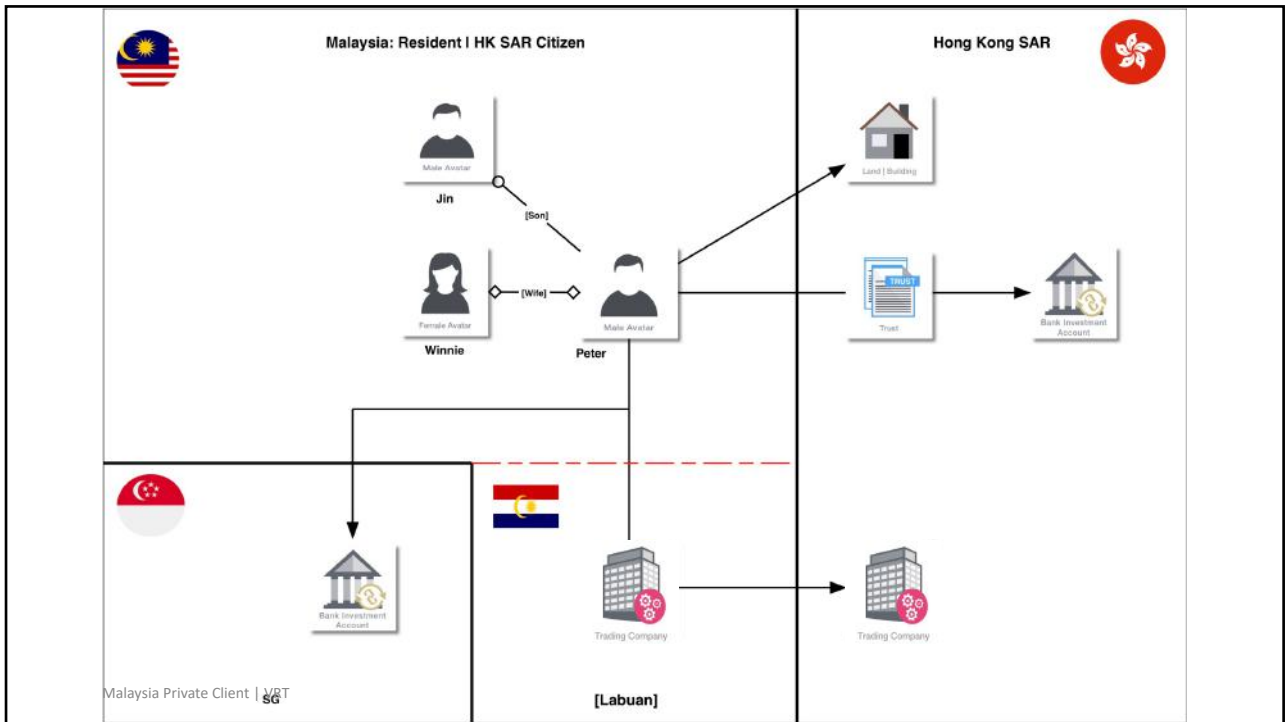 Malaysia: Resident | HK SAR Citizen
Hong Kong SAR
Male Avatar
Jin
[Son]
Land | Building
[Wife]
Female Avatar
Winnie
Male Avatar
Peter
TRUST
Trust
Bank Investment
Account
Bank Investment
Account
Trading Company
Trading Company
Malaysia Private Client | VRT
SG
[Labuan]